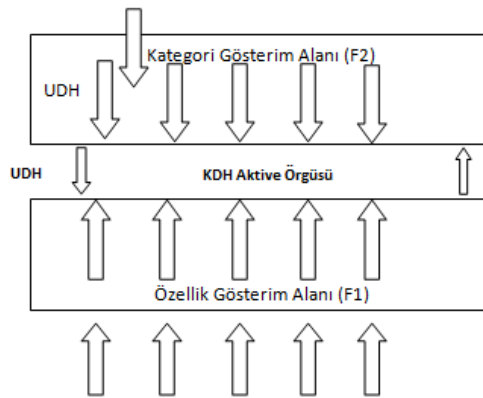 Kategori Gösterim Alanı (F2)
UDH
UDH
KDH Aktive Örgüsü
Özellik Gösterim Alanı (F1)